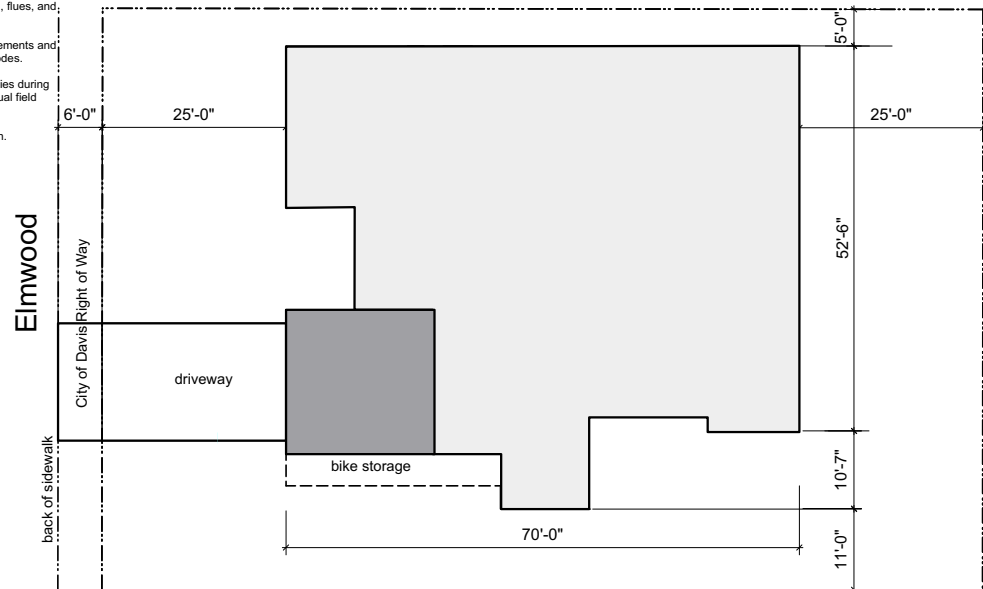 , flues, and
ements and
odes.
ies during
ual field
n.
5'-0"
6'-0"
25'-0"
25'-0"
Elmwood
City of Davis Right of Way
52'-6"
driveway
back of sidewalk
bike storage
10'-7"
70'-0"
11'-0"